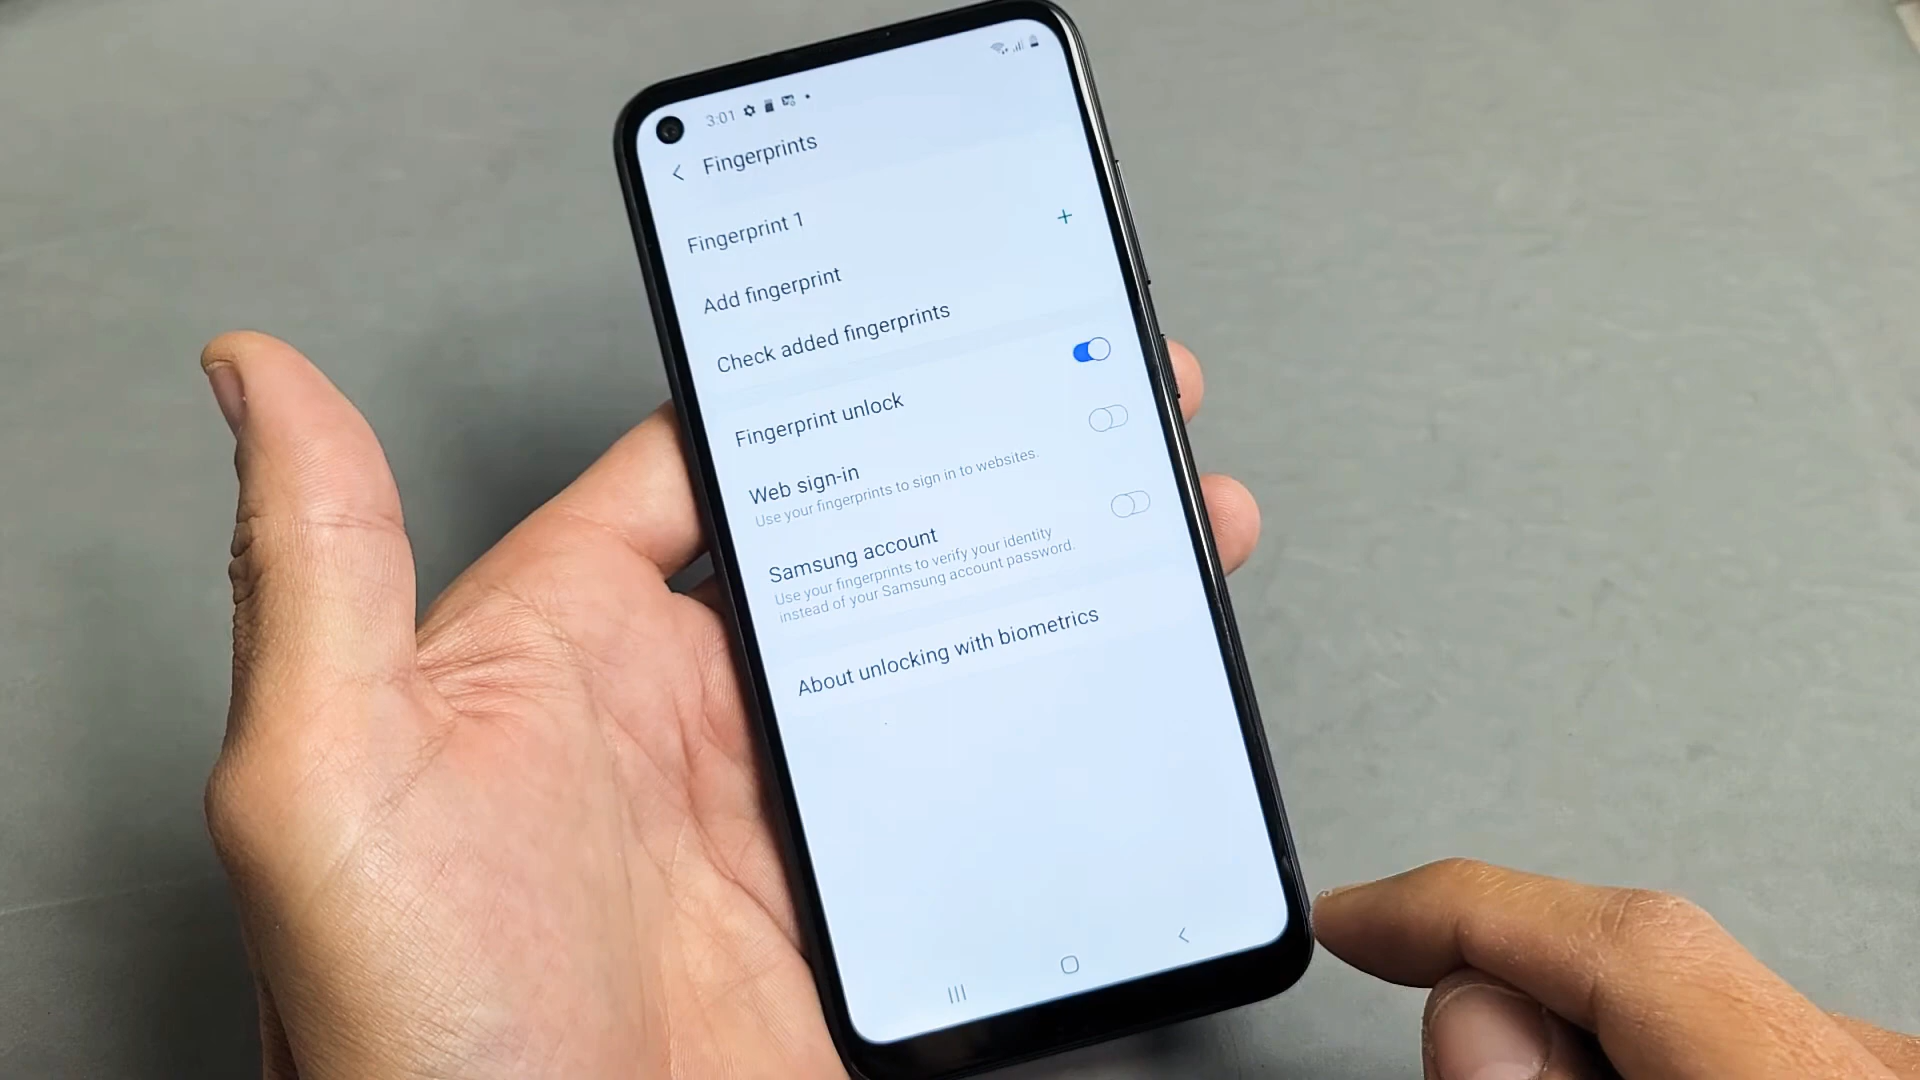 3:01
Fingerprints
Fingerprint 1
Add fingerprint
Check added fingerprints
Fingerprint unlock
Web sign-in
Use your fingerprints to sign in to websites.
Samsung account
Use your fingerprints to verify your identity
instead of your Samsung account password.
About unlocking with biometrics